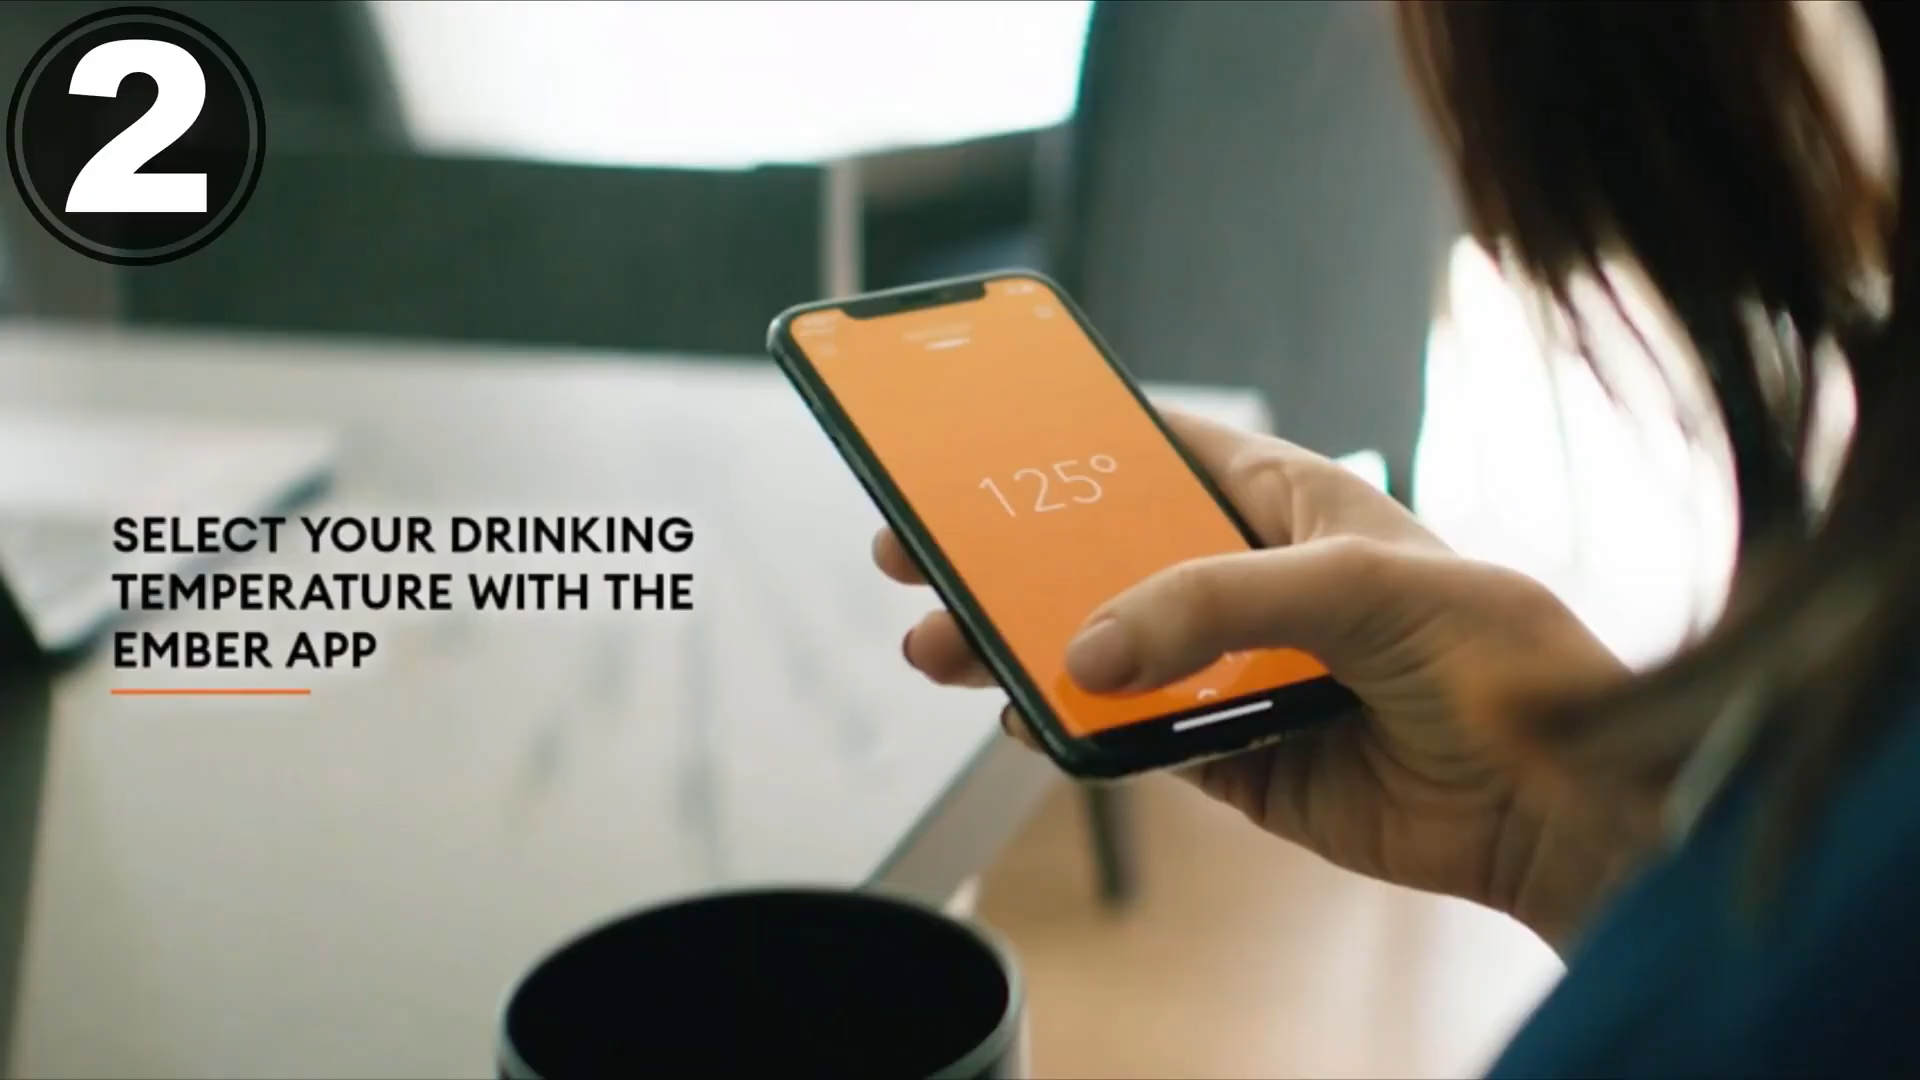 2
SELECT YOUR DRINKING
TEMPERATURE WITH THE
EMBER APP
125°